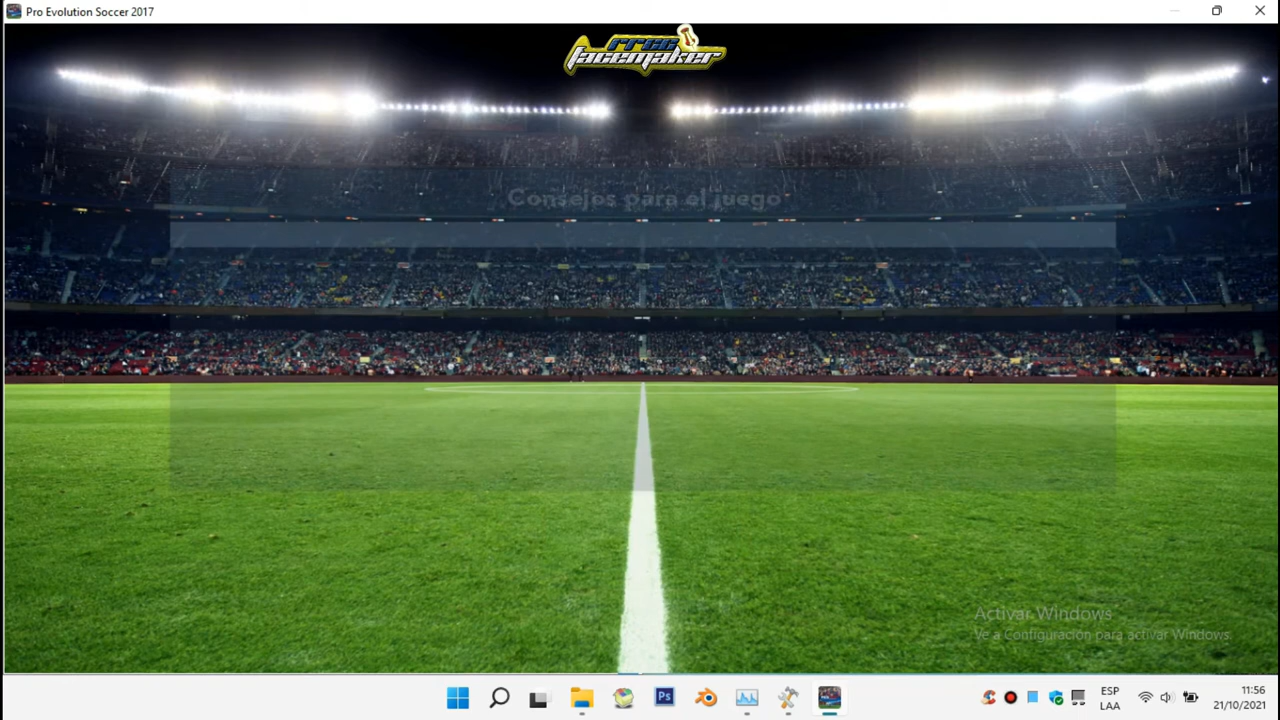 Pro Evolution Soccer 2017
facemaker
Consejos para el juego
Activar Windows
Ve a Configuración para activar Windows.
Ps
ESP
LAA
11:56
21/10/2021